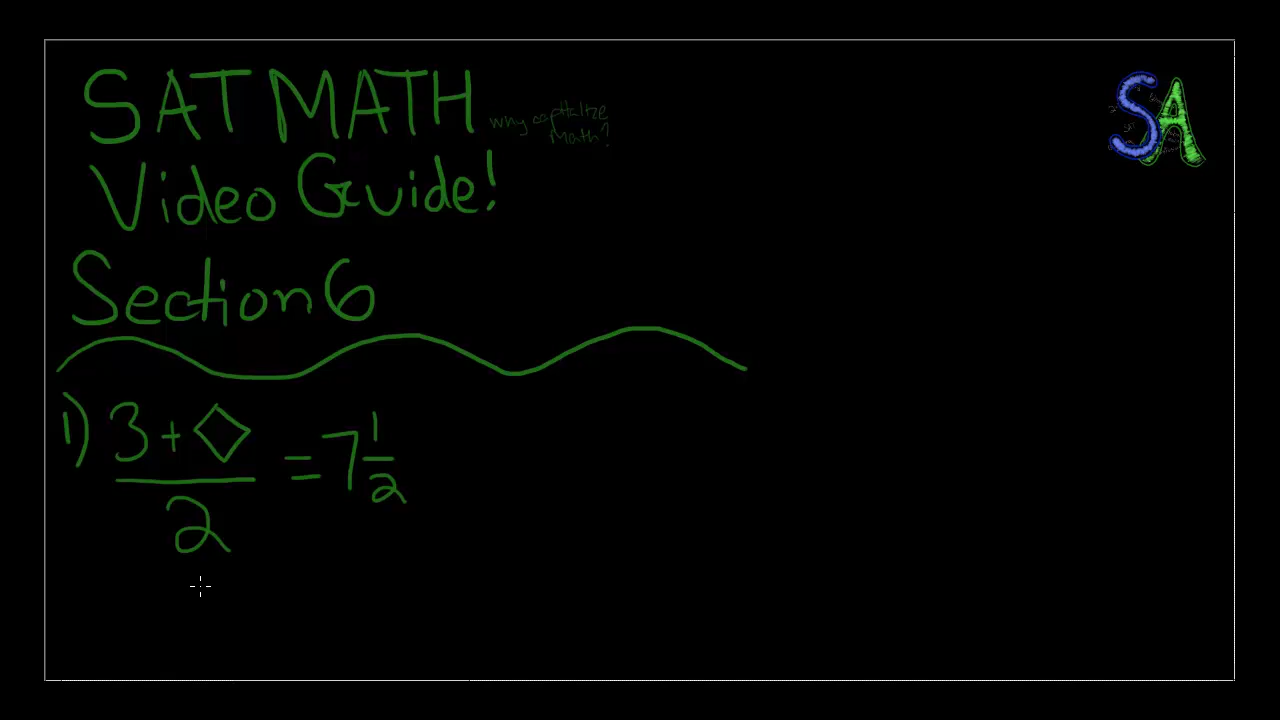 SAT MATH
why capitalize
math?
Video Guide!
Section 6
1) 3 + ◇
—
2
= 7 1/2
SA